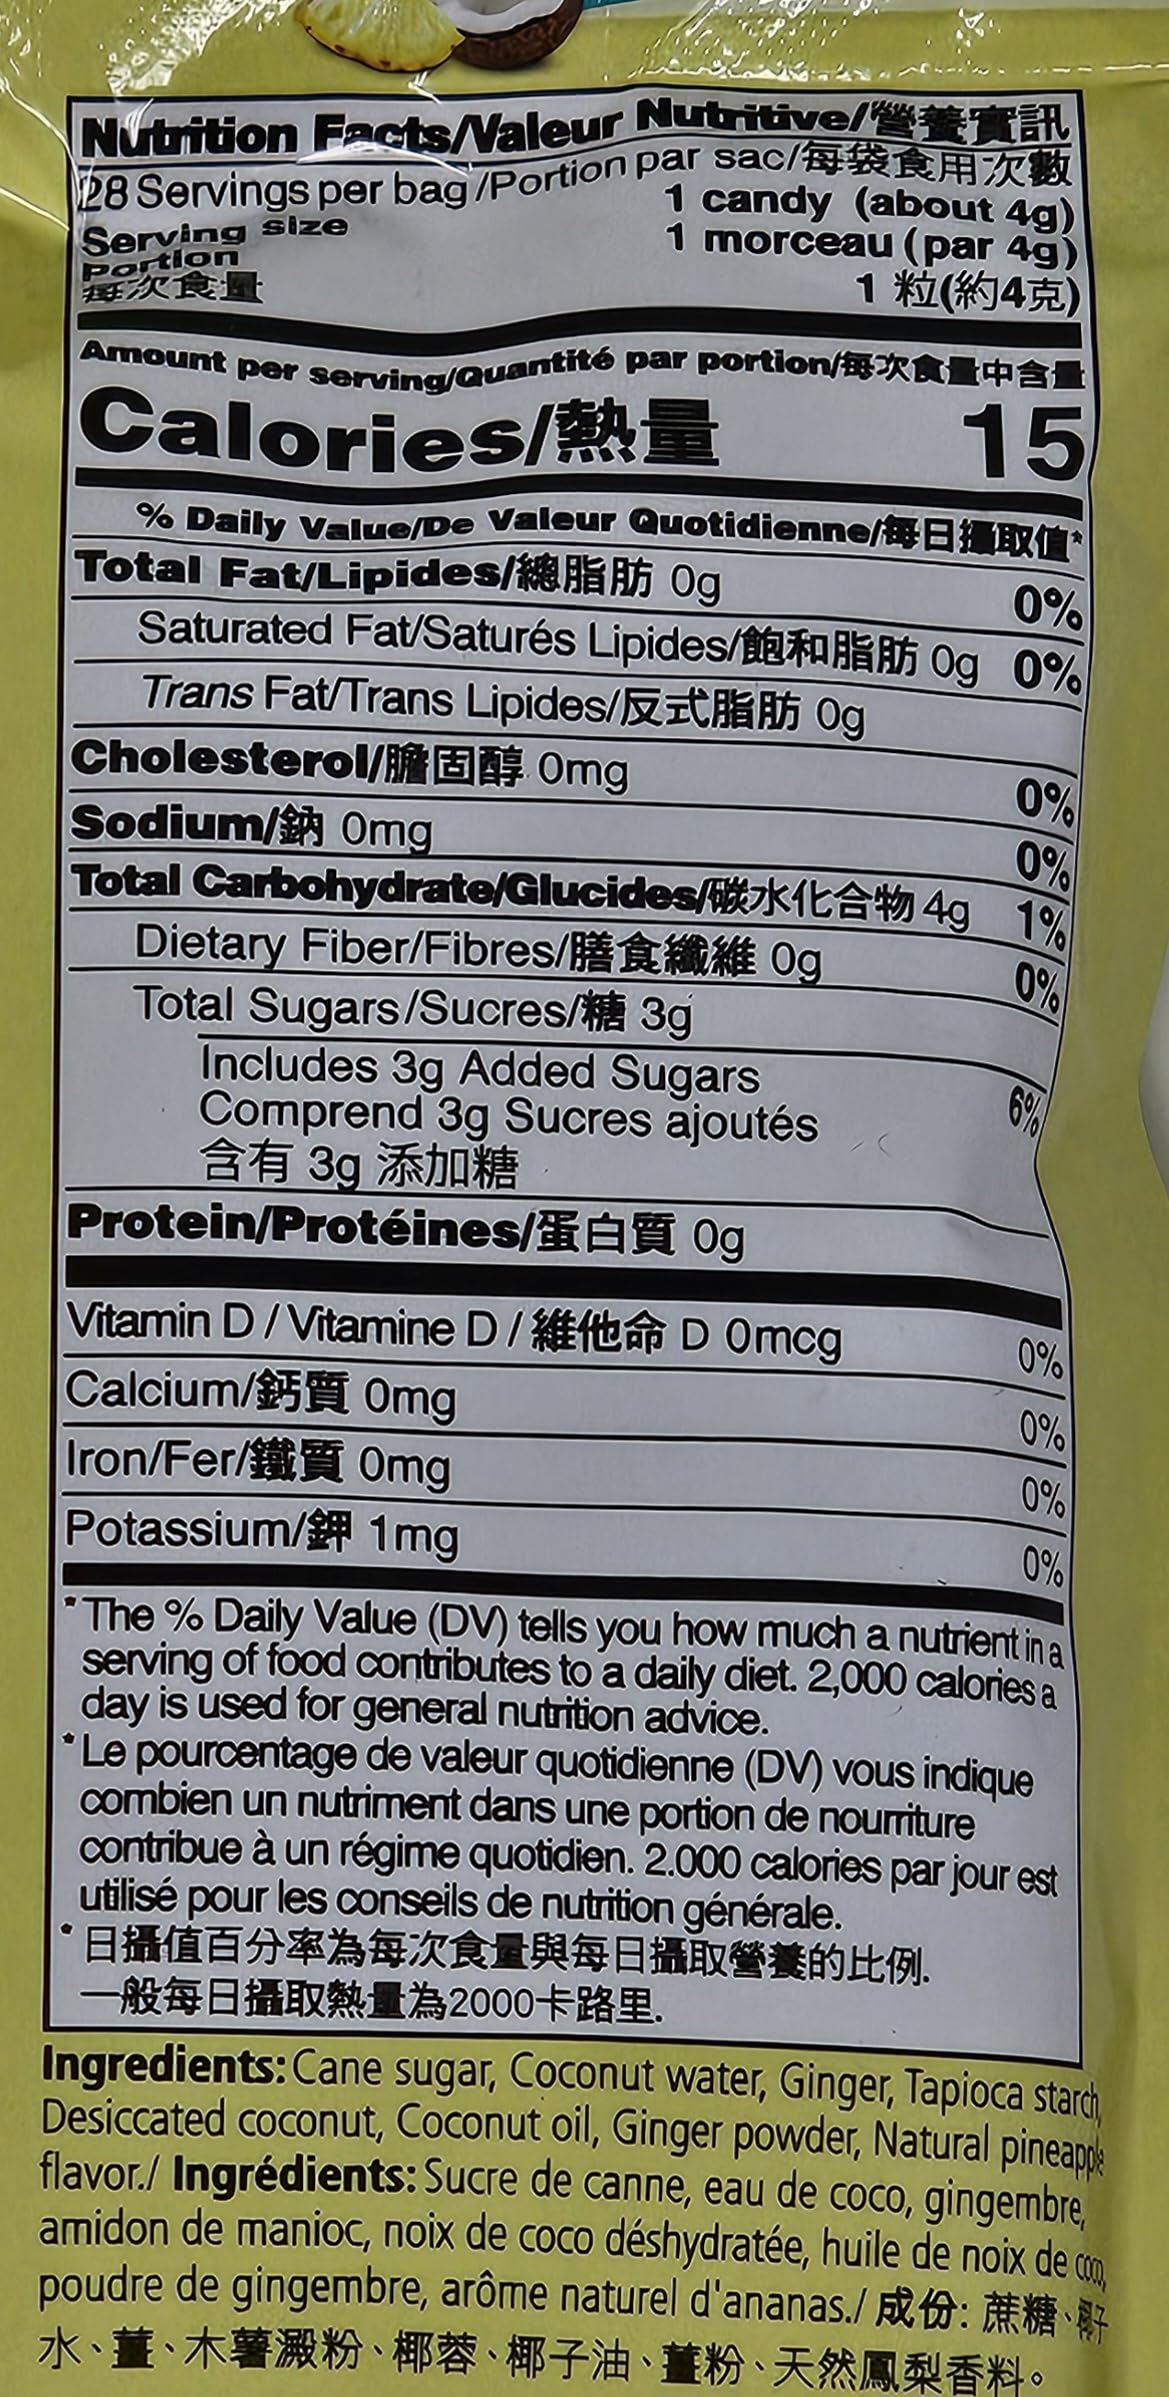 Nutrition Facts/Valeur Nutritive/營養實訊
28 Servings per bag/Portion par sac/每袋食用次數
Serving size 1 candy (about 4g)
Portion 1 morceau (par 4g)
每次食量 1 粒(約4克)
Amount per serving/Quantité par portion/每次食量中含量
Calories/熱量 15
% Daily Value/De Valeur Quotidienne/每日攝取值*
Total Fat/Lipides/總脂肪 0g 0%
Saturated Fat/Saturés Lipides/飽和脂肪 0g 0%
Trans Fat/Trans Lipides/反式脂肪 0g
Cholesterol/膽固醇 0mg 0%
Sodium/鈉 0mg 0%
Total Carbohydrate/Glucides/碳水化合物 4g 1%
Dietary Fiber/Fibres/膳食纖維 0g 0%
Total Sugars/Sucres/糖 3g
Includes 3g Added Sugars 6%
Comprend 3g Sucres ajoutés
含有 3g 添加糖
Protein/Protéines/蛋白質 0g
Vitamin D / Vitamine D / 維他命 D 0mcg 0%
Calcium/鈣質 0mg 0%
Iron/Fer/鐵質 0mg 0%
Potassium/鉀 1mg 0%
*The % Daily Value (DV) tells you how much a nutrient in a
serving of food contributes to a daily diet. 2,000 calories a
day is used for general nutrition advice.
*Le pourcentage de valeur quotidienne (DV) vous indique
combien un nutriment dans une portion de nourriture
contribue à un régime quotidien. 2.000 calories par jour est
utilisé pour les conseils de nutrition générale.
*日攝值百分率為每次食量與每日攝取營養的比例.
一般每日攝取熱量為2000卡路里.
Ingredients: Cane sugar, Coconut water, Ginger, Tapioca starch,
Desiccated coconut, Coconut oil, Ginger powder, Natural pineapple
flavor./ Ingrédients: Sucre de canne, eau de coco, gingembre,
amidon de manioc, noix de coco déshydratée, huile de noix de coco,
poudre de gingembre, arôme naturel d'ananas./ 成份: 蔗糖、椰子
水、薑、木薯澱粉、椰蓉、椰子油、薑粉、天然鳳梨香料。